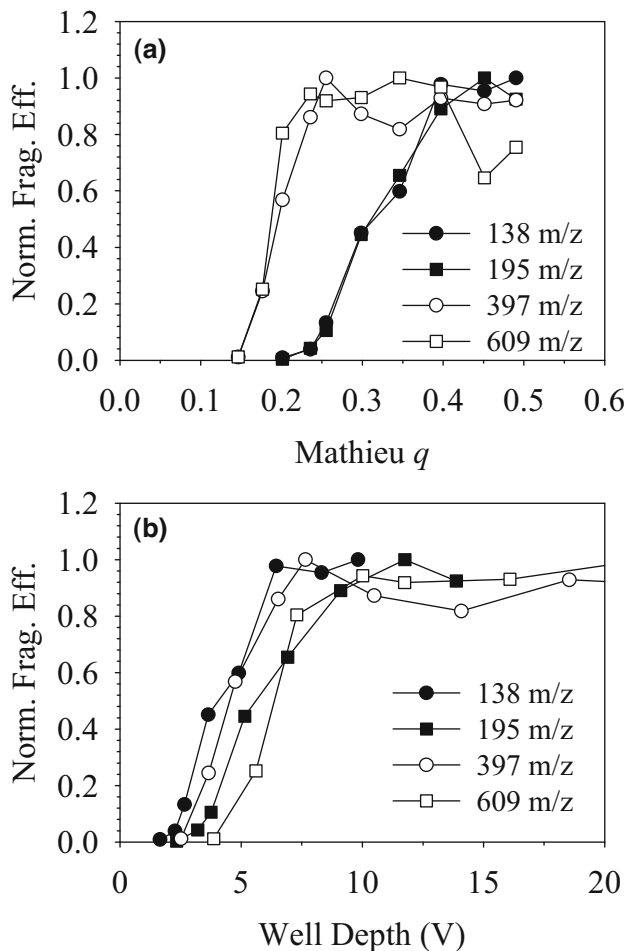 (a)
Norm. Frag. Eff.
1.2
1.0
0.8
0.6
0.4
0.2
0.0
138 m/z
195 m/z
397 m/z
609 m/z
0.0 0.1 0.2 0.3 0.4 0.5 0.6
Mathieu q
(b)
Norm. Frag. Eff.
1.2
1.0
0.8
0.6
0.4
0.2
0.0
138 m/z
195 m/z
397 m/z
609 m/z
0 5 10 15 20
Well Depth (V)